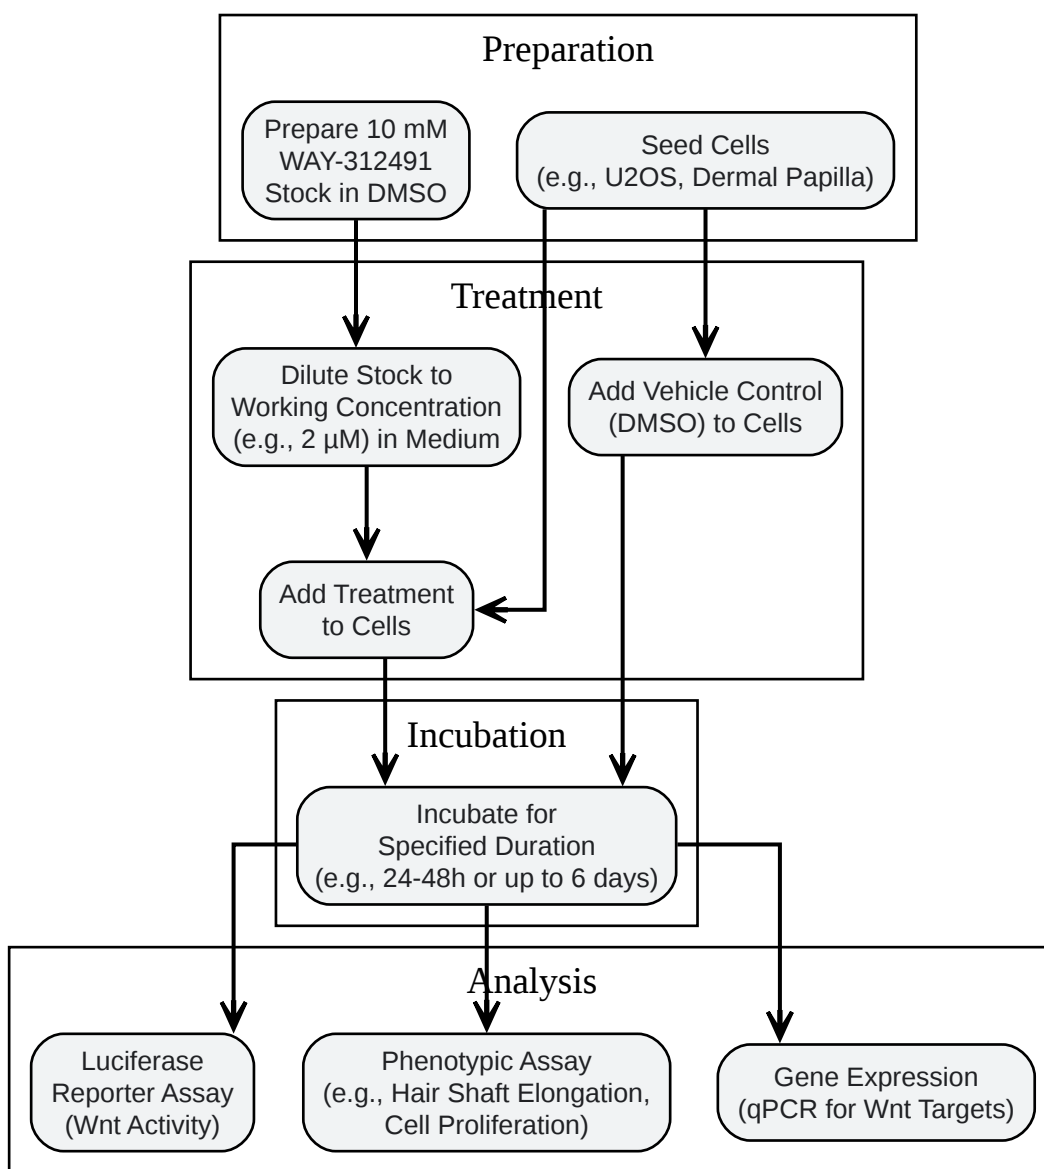 Preparation
Prepare 10 mM
WAY-312491
Stock in DMSO
Seed Cells
(e.g., U2OS, Dermal Papilla)
Treatment
Dilute Stock to
Working Concentration
(e.g., 2 µM) in Medium
Add Vehicle Control
(DMSO) to Cells
Add Treatment
to Cells
Incubation
Incubate for
Specified Duration
(e.g., 24-48h or up to 6 days)
Analysis
Luciferase
Reporter Assay
(Wnt Activity)
Phenotypic Assay
(e.g., Hair Shaft Elongation,
Cell Proliferation)
Gene Expression
(qPCR for Wnt Targets)